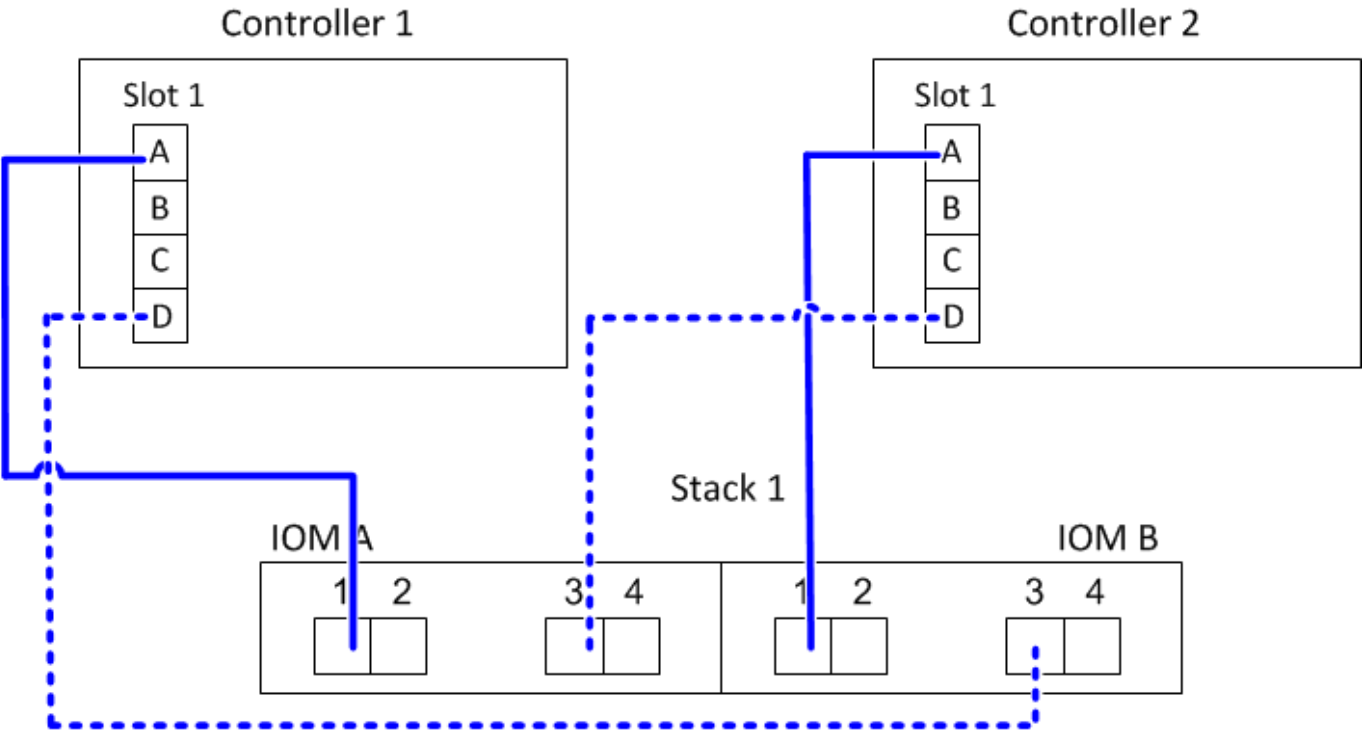 Controller 1
Controller 2
Slot 1
A
B
C
D
Slot 1
A
B
C
D
Stack 1
IOM A
IOM B
1 2 3 4 1 2 3 4